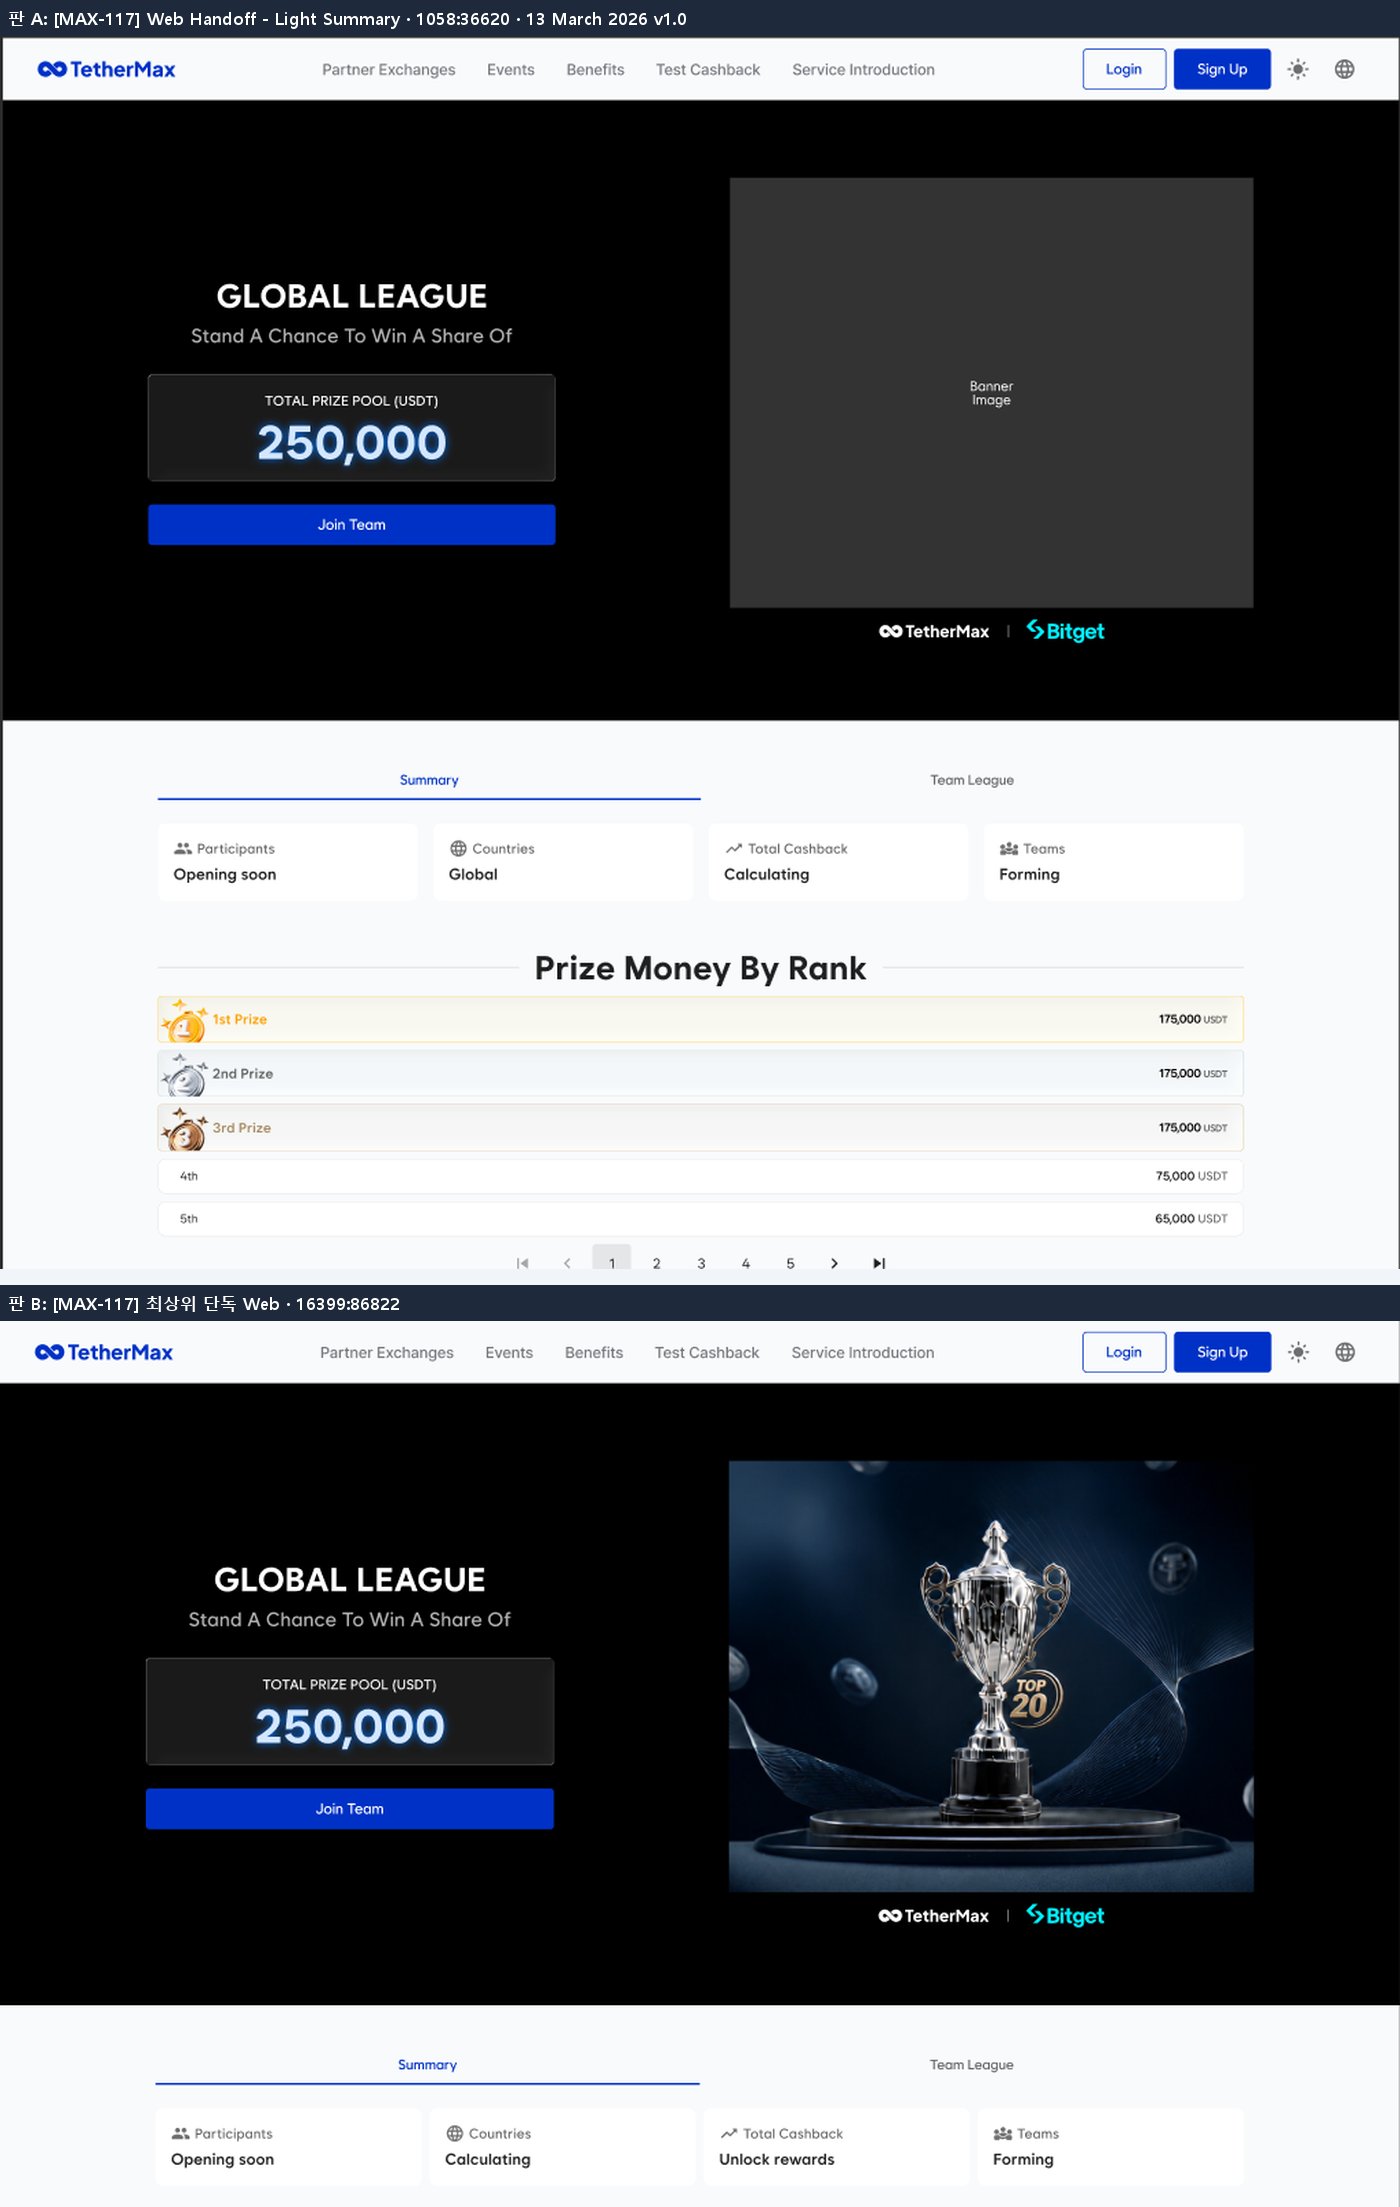 판 A: [MAX-117] Web Handoff - Light Summary · 1058:36620 · 13 March 2026 v1.0
TetherMax
Partner Exchanges
Events
Benefits
Test Cashback
Service Introduction
Login
Sign Up
GLOBAL LEAGUE
Stand A Chance To Win A Share Of
TOTAL PRIZE POOL (USDT)
250,000
Join Team
Banner
Image
TetherMax | Bitget
Summary
Team League
Participants
Opening soon
Countries
Global
Total Cashback
Calculating
Teams
Forming
Prize Money By Rank
1 1st Prize 175,000 USDT
2 2nd Prize 175,000 USDT
3 3rd Prize 175,000 USDT
4th 75,000 USDT
5th 65,000 USDT
1 2 3 4 5
판 B: [MAX-117] 최상위 단독 Web · 16399:86822
TetherMax
Partner Exchanges
Events
Benefits
Test Cashback
Service Introduction
Login
Sign Up
GLOBAL LEAGUE
Stand A Chance To Win A Share Of
TOTAL PRIZE POOL (USDT)
250,000
Join Team
TOP
20
TetherMax | Bitget
Summary
Team League
Participants
Opening soon
Countries
Calculating
Total Cashback
Unlock rewards
Teams
Forming